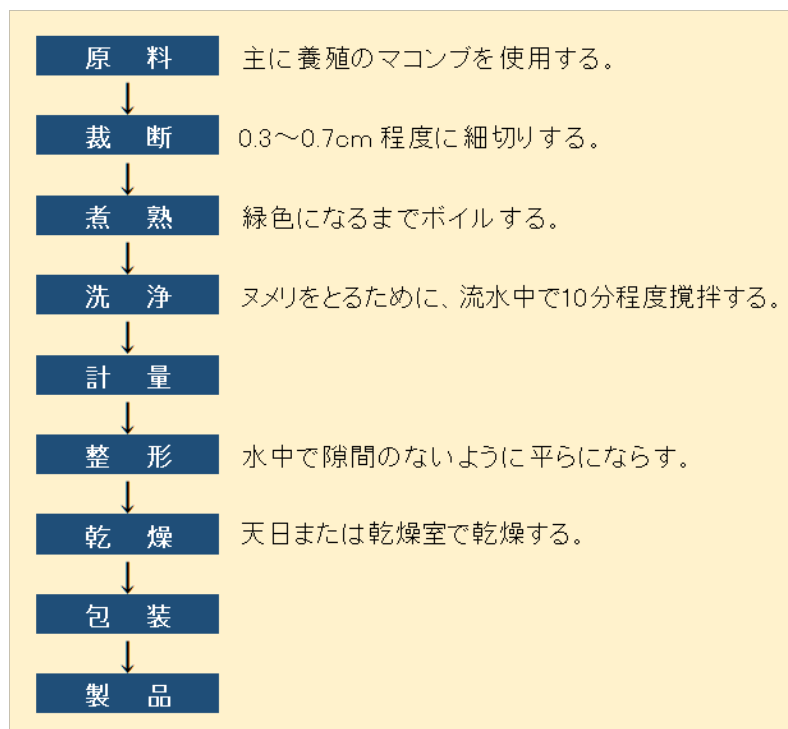 原 料 主に養殖のマコンブを使用する。
↓
裁 断 0.3～0.7cm 程度に細切りする。
↓
煮 熟 緑色になるまでボイルする。
↓
洗 浄 ヌメリをとるために、流水中で10分程度撹拌する。
↓
計 量
↓
整 形 水中で隙間のないように平らにならす。
↓
乾 燥 天日または乾燥室で乾燥する。
↓
包 装
↓
製 品